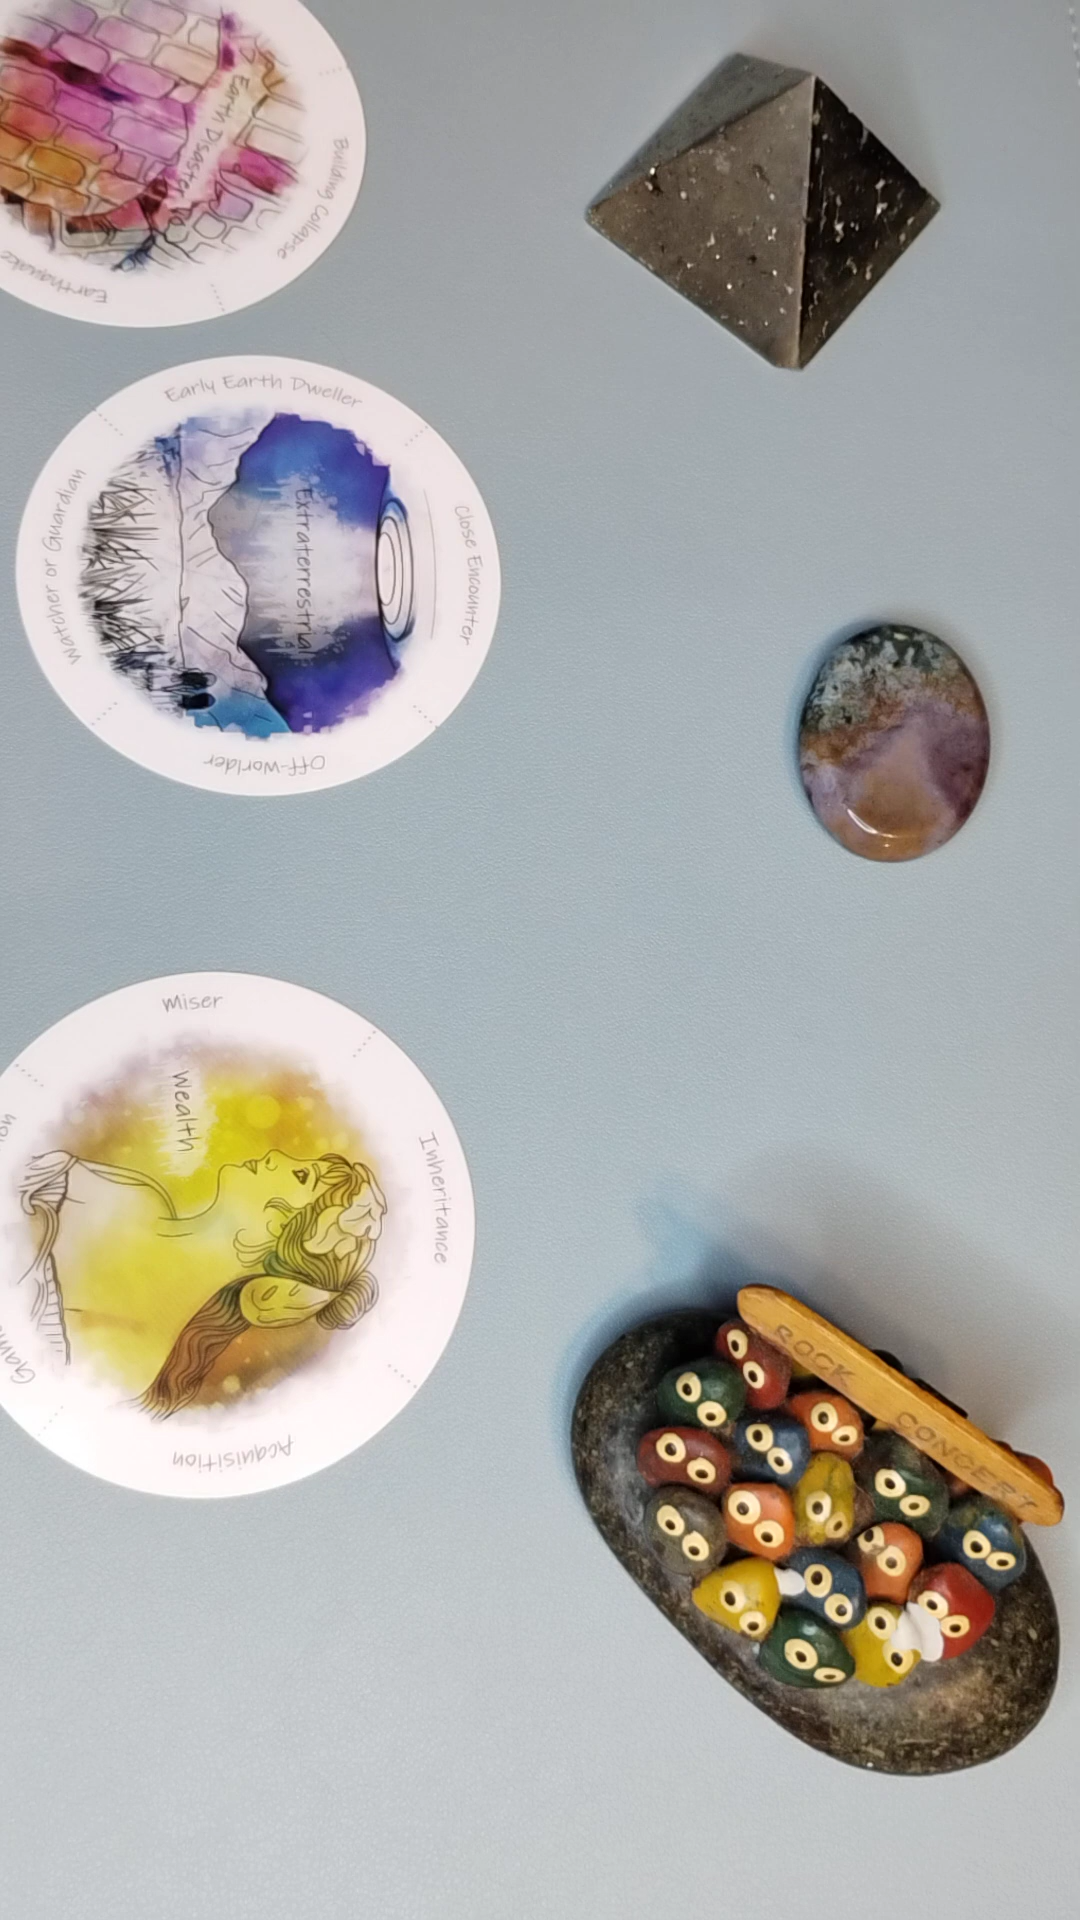 Earth Disaster
Building Collapse
Earthquake
Early Earth Dweller
Close Encounter
Off-Worlder
Watcher or Guardian
Extraterrestrial
Miser
Inheritance
Acquisition
Wealth
ROCK
CONCERT